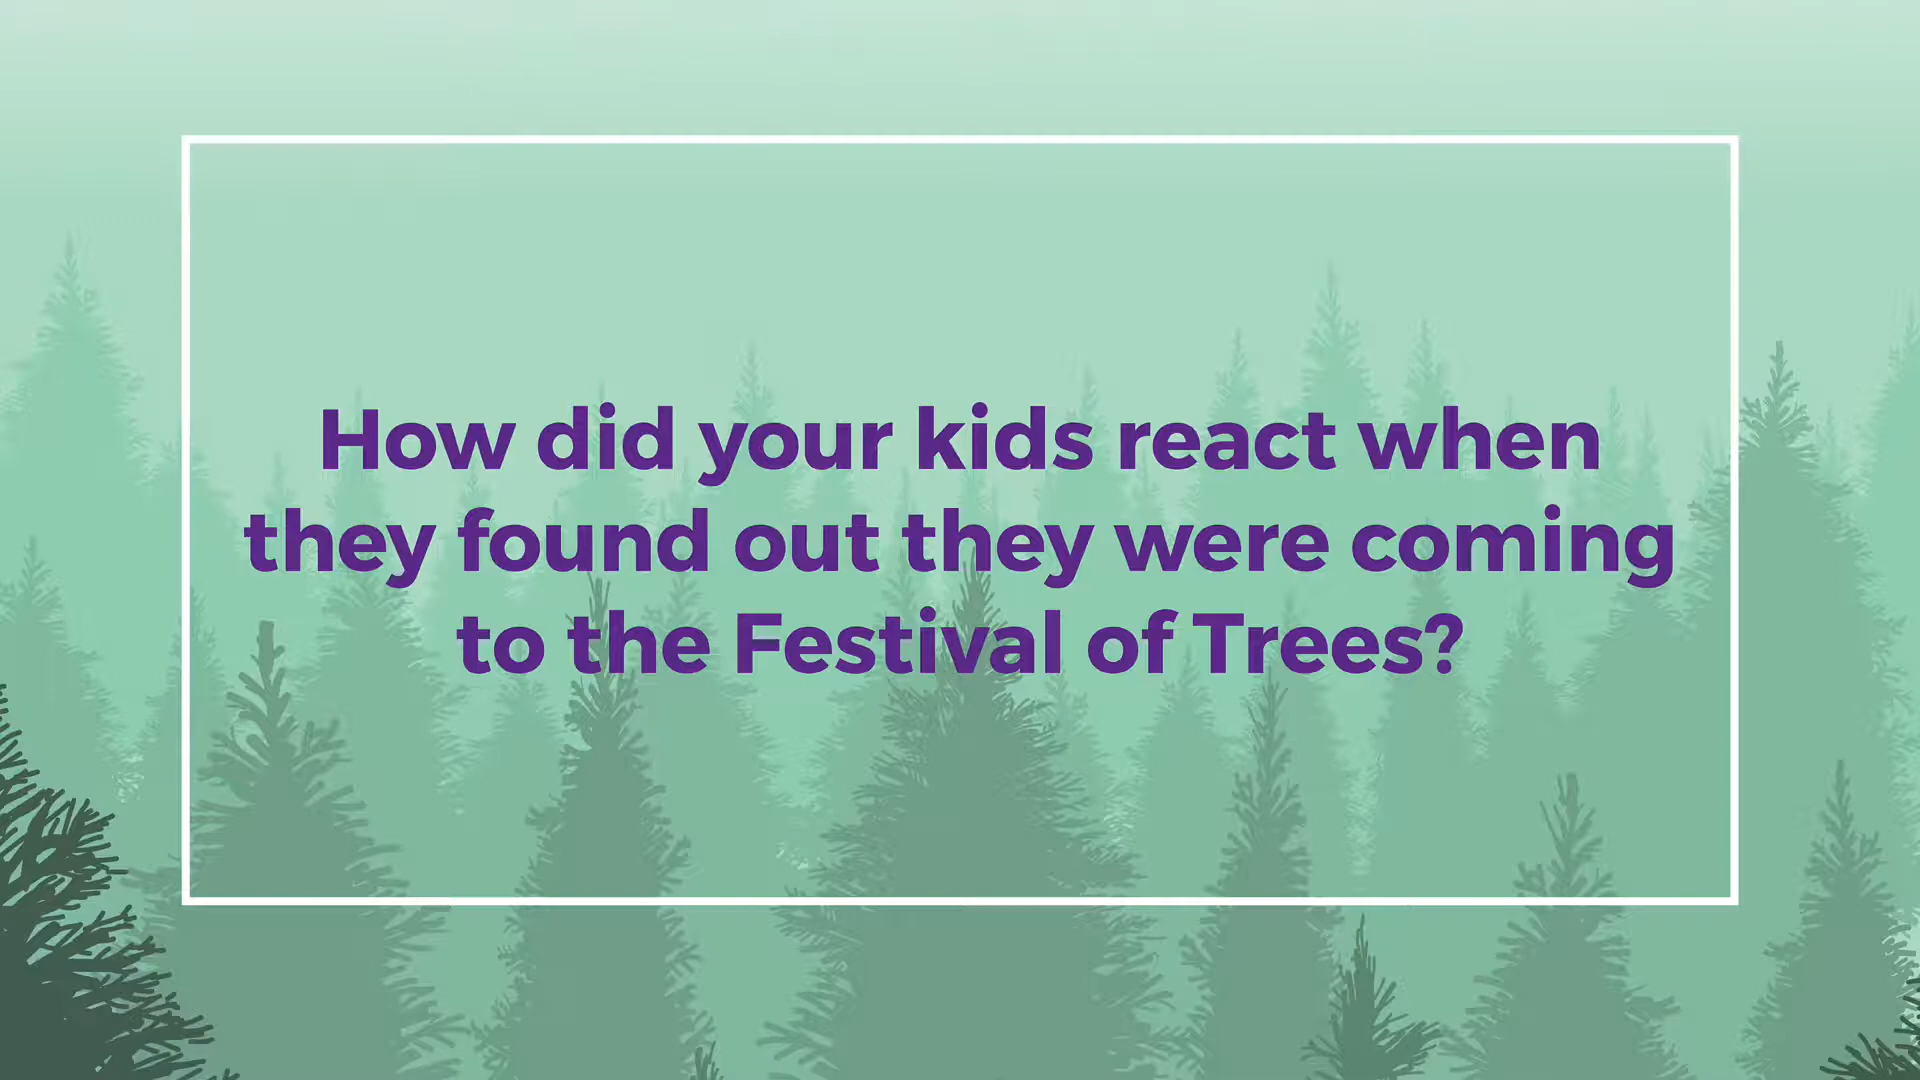 How did your kids react when
they found out they were coming
to the Festival of Trees?